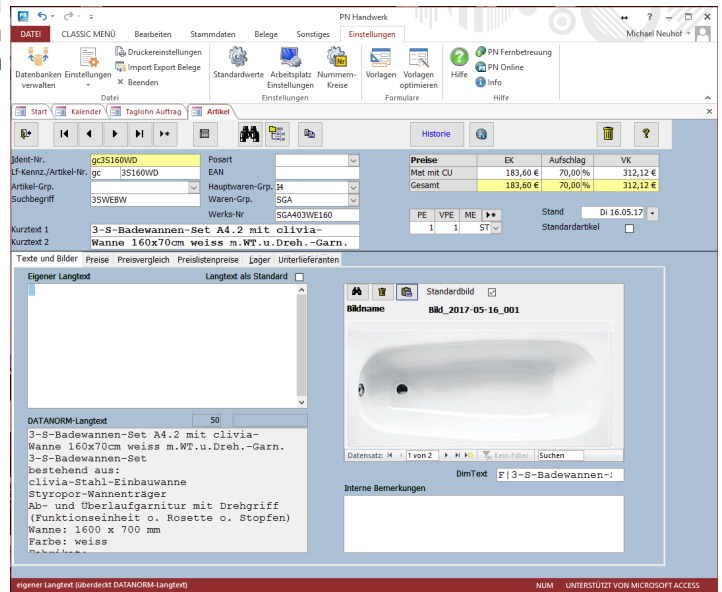 PN Handwerk
DATEI CLASSIC MENÜ Bearbeiten Stammdaten Belege Sonstiges Einstellungen Michael Neuhof
Datenbanken verwalten
Einstellungen
Druckereinstellungen
Import Export Belege
Beenden
Datei
Standardwerte
Arbeitsplatz Einstellungen
Nummern-Kreise
Einstellungen
Vorlagen
Vorlagen optimieren
Formulare
Hilfe
PN Fernbetreuung
PN Online
Info
Hilfe
Start Kalender Taglohn Auftrag Artikel
Historie
Ident-Nr. gc3S160WD
Lf-Kennz./Artikel-Nr. gc 3S160WD
Artikel-Grp.
Suchbegriff 3SWEBW
Posart
EAN
Hauptwaren-Grp. I4
Waren-Grp. SGA
Werks-Nr SGA403WE160
Preise EK Aufschlag VK
Mat mit CU 183,60 € 70,00 % 312,12 €
Gesamt 183,60 € 70,00 % 312,12 €
PE VPE ME
1 1 ST
Stand Di 16.05.17
Standardartikel
Kurztext 1 3-S-Badewannen-Set A4.2 mit clivia-
Kurztext 2 Wanne 160x70cm weiss m.WT.u.Dreh.-Garn.
Texte und Bilder Preise Preisvergleich Preislistenpreise Lager Unterlieferanten
Eigener Langtext Langtext als Standard
DATANORM-Langtext 50
3-S-Badewannen-Set A4.2 mit clivia-
Wanne 160x70cm weiss m.WT.u.Dreh.-Garn.
3-S-Badewannen-Set
bestehend aus:
clivia-Stahl-Einbauwanne
Styropor-Wannenträger
Ab- und Überlaufgarnitur mit Drehgriff
(Funktionseinheit o. Rosette o. Stopfen)
Wanne: 1600 x 700 mm
Farbe: weiss
Fabrikat:
Standardbild
Bildname Bild_2017-05-16_001
Datensatz: 1 von 2 Kein Filter Suchen
DimText F|3-S-Badewannen-
Interne Bemerkungen
eigener Langtext (überdeckt DATANORM-Langtext) NUM UNTERSTÜTZT VON MICROSOFT ACCESS